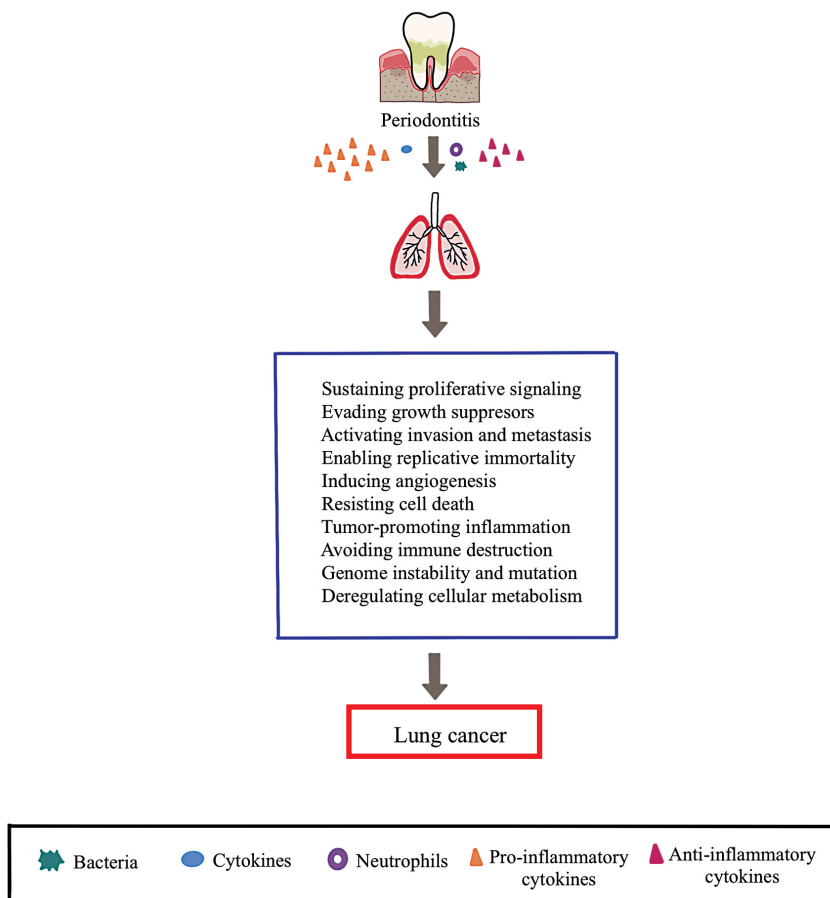 Periodontitis
Sustaining proliferative signaling
Evading growth suppresors
Activating invasion and metastasis
Enabling replicative immortality
Inducing angiogenesis
Resisting cell death
Tumor-promoting inflammation
Avoiding immune destruction
Genome instability and mutation
Deregulating cellular metabolism
Lung cancer
Bacteria
Cytokines
Neutrophils
Pro-inflammatory
cytokines
Anti-inflammatory
cytokines